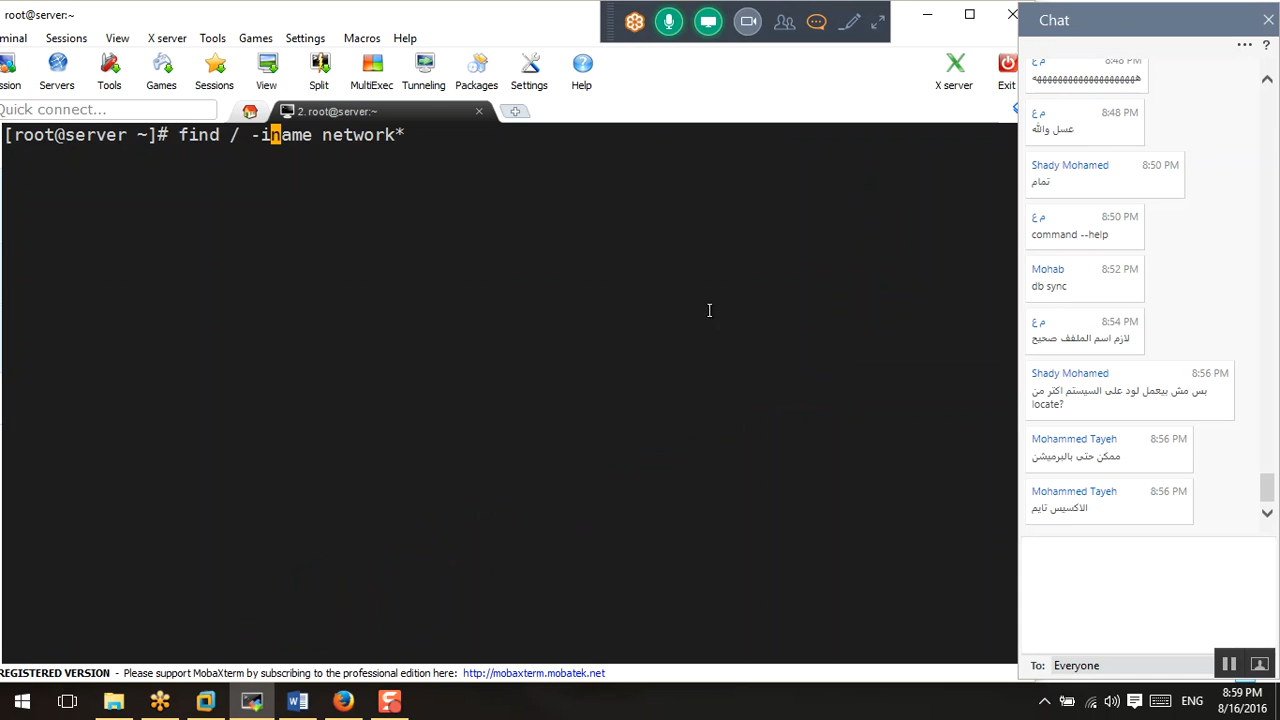 root@server:~
minal Sessions View X server Tools Games Settings Macros Help
ssion Servers Tools Games Sessions View Split MultiExec Tunneling Packages Settings Help X server Exit
Quick connect...
2. root@server:~
[root@server ~]# find / -iname network*
REGISTERED VERSION - Please support MobaXterm by subscribing to the professional edition here: http://mobaxterm.mobatek.net
Chat
م ع 8:48 PM
م ع 8:48 PM
عسل والله
Shady Mohamed 8:50 PM
تمام
م ع 8:50 PM
command --help
Mohab 8:52 PM
db sync
م ع 8:54 PM
لازم اسم الملفف صحيح
Shady Mohamed 8:56 PM
بس مش بيعمل لود على السيستم اكتر من
locate?
Mohammed Tayeh 8:56 PM
ممكن حتى بالبرميشن
Mohammed Tayeh 8:56 PM
الاكسيس تايم
To: Everyone
ENG
8:59 PM
8/16/2016